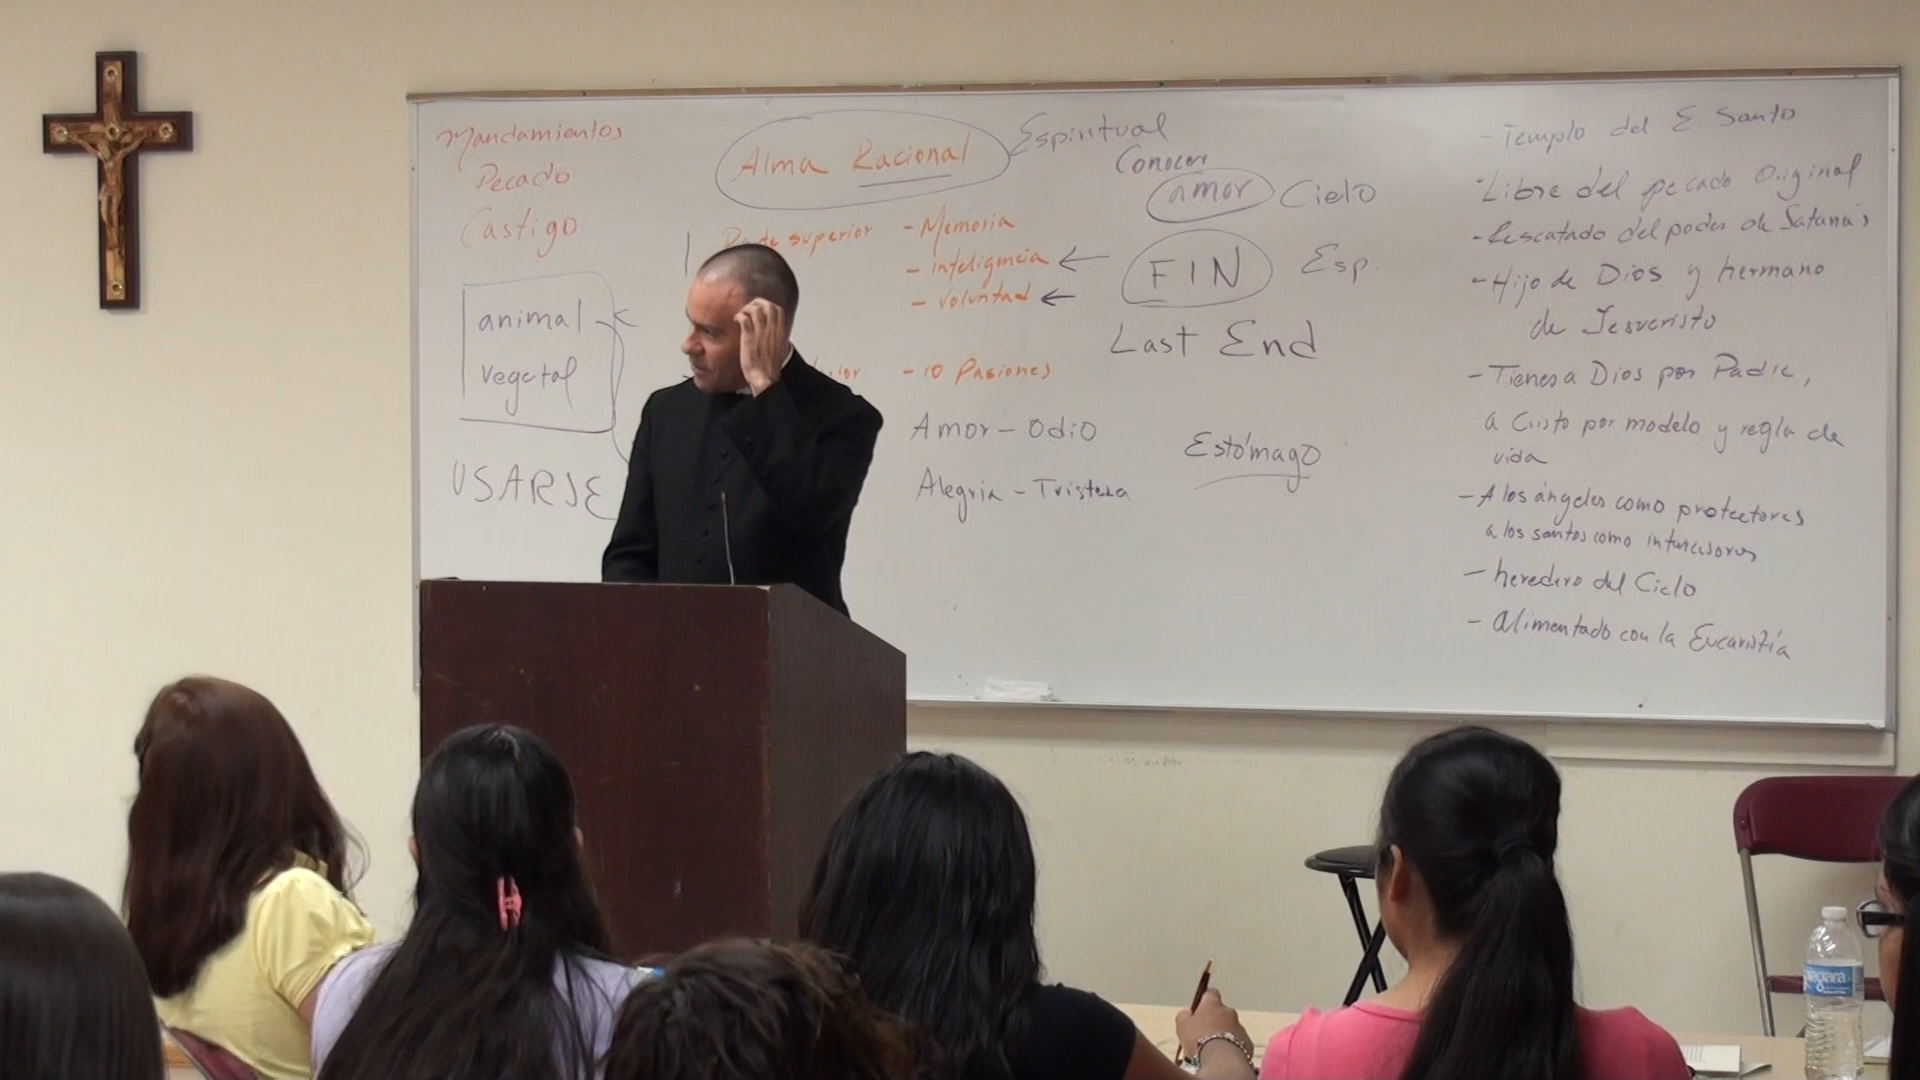 Mandamientos
Pecado
Castigo
animal
vegetal
USARSE
Alma Racional
Espiritual
Conocer
amor Cielo
superior - Memoria
- inteligencia
- Voluntad
FIN Esp.
Last End
- 10 Pasiones
Amor - Odio
Alegria - Tristeza
Estómago
- Templo del E. Santo
- Libre del pecado Original
- Rescatado del poder de Satanás
- Hijo de Dios y hermano
de Jesucristo
- Tienes a Dios por Padre,
a Cristo por modelo y regla de
vida
- A los ángeles como protectores
a los santos como intercesores
- heredero del Cielo
- Alimentado con la Eucaristía